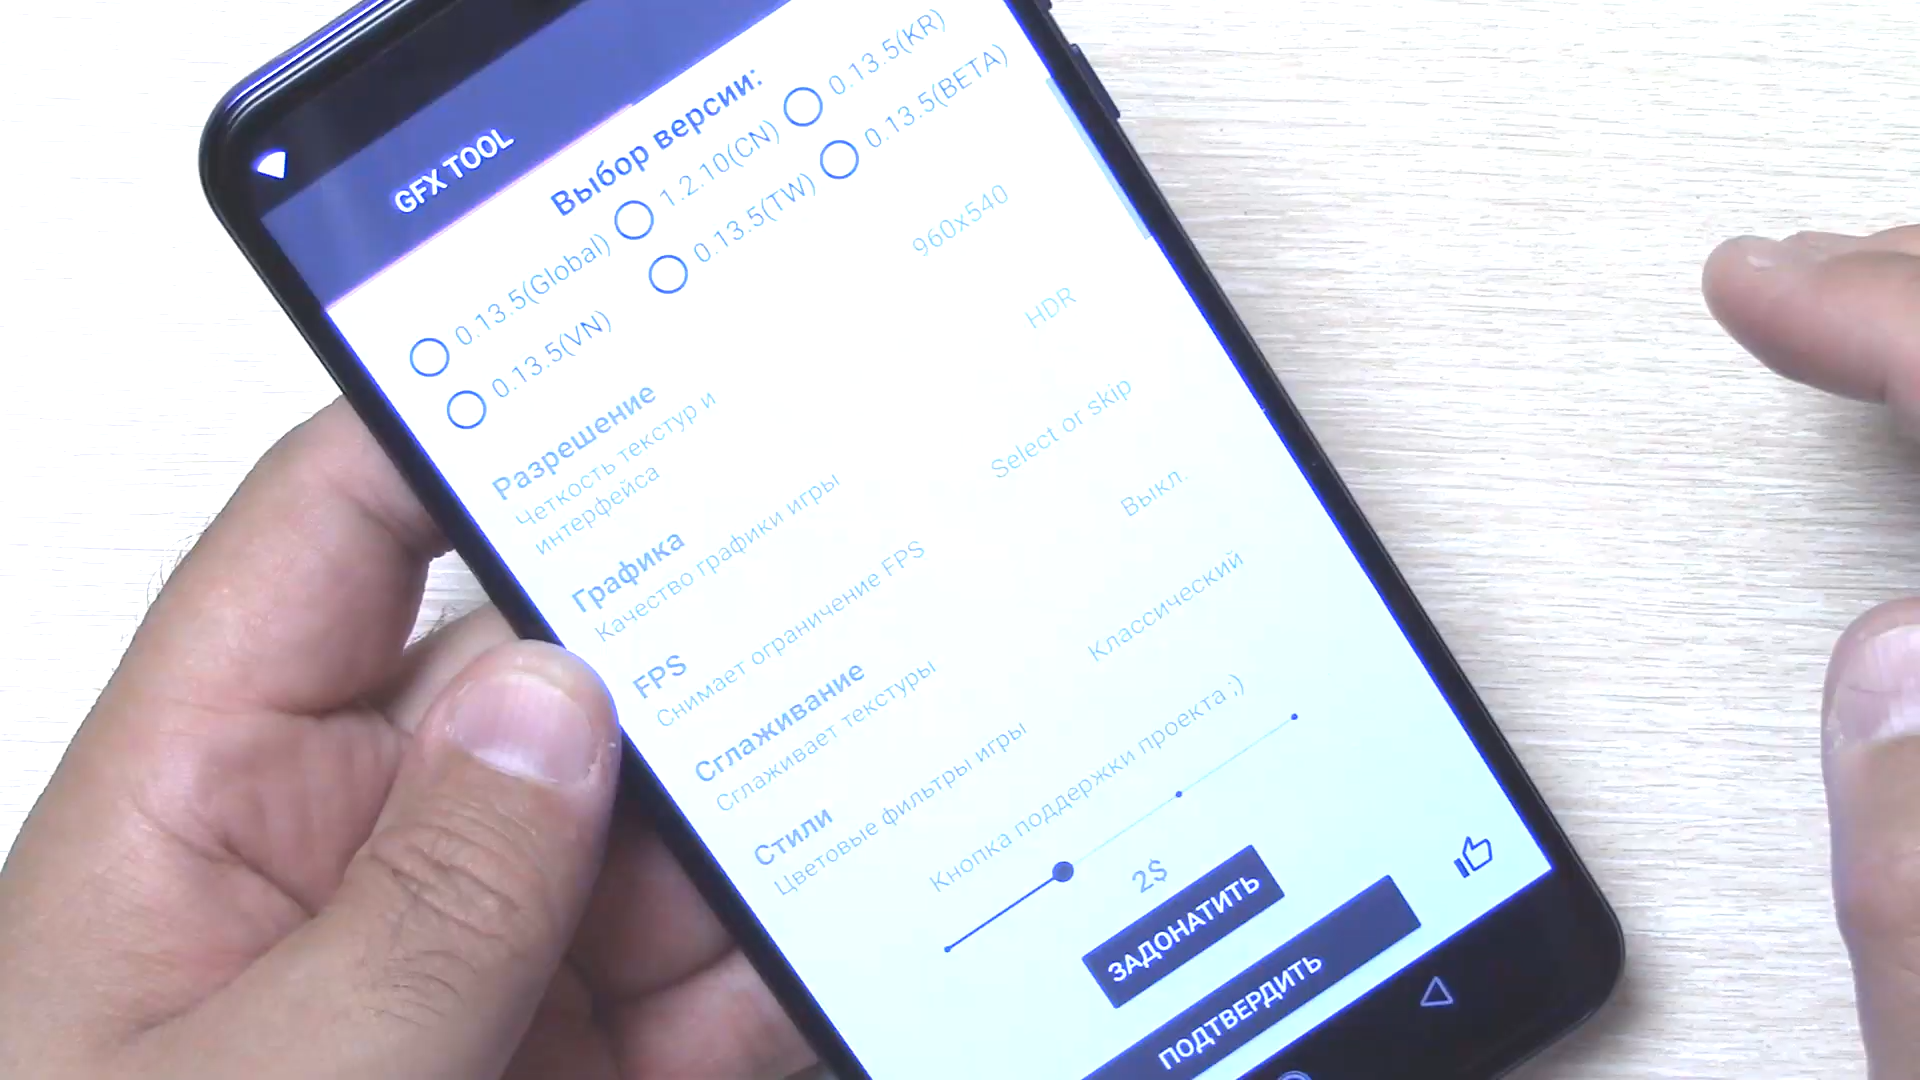 GFX TOOL
Выбор версии:
0.13.5(Global) 1.2.10(CN) 0.13.5(KR)
0.13.5(VN) 0.13.5(TW) 0.13.5(BETA)
Разрешение 960x540
Четкость текстур и
интерфейса
Графика HDR
Качество графики игры
FPS Select or skip
Снимает ограничение FPS
Сглаживание Выкл.
Сглаживает текстуры
Стили Классический
Цветовые фильтры игры
Кнопка поддержки проекта ;)
2$
ЗАДОНАТИТЬ
ПОДТВЕРДИТЬ